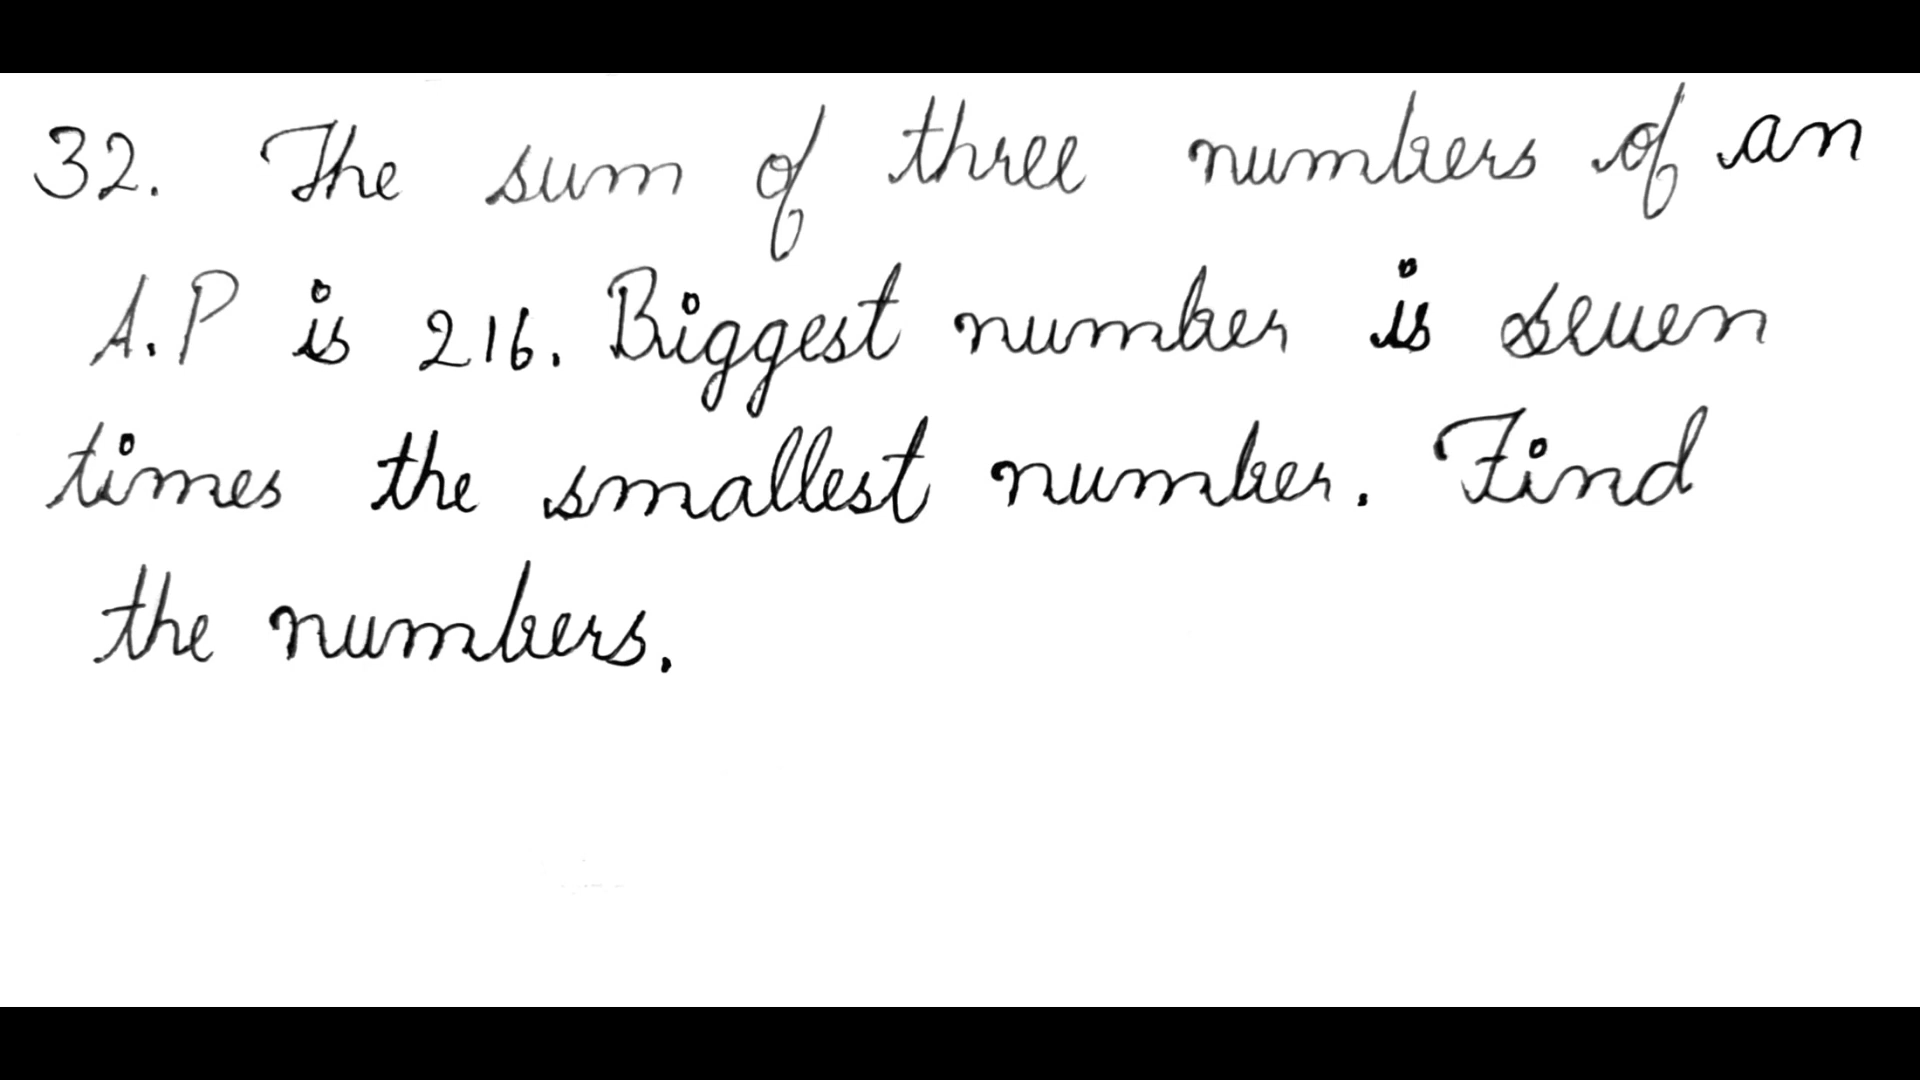 32. The sum of three numbers of an
A.P is 216. Biggest number is seven
times the smallest number. Find
the numbers.